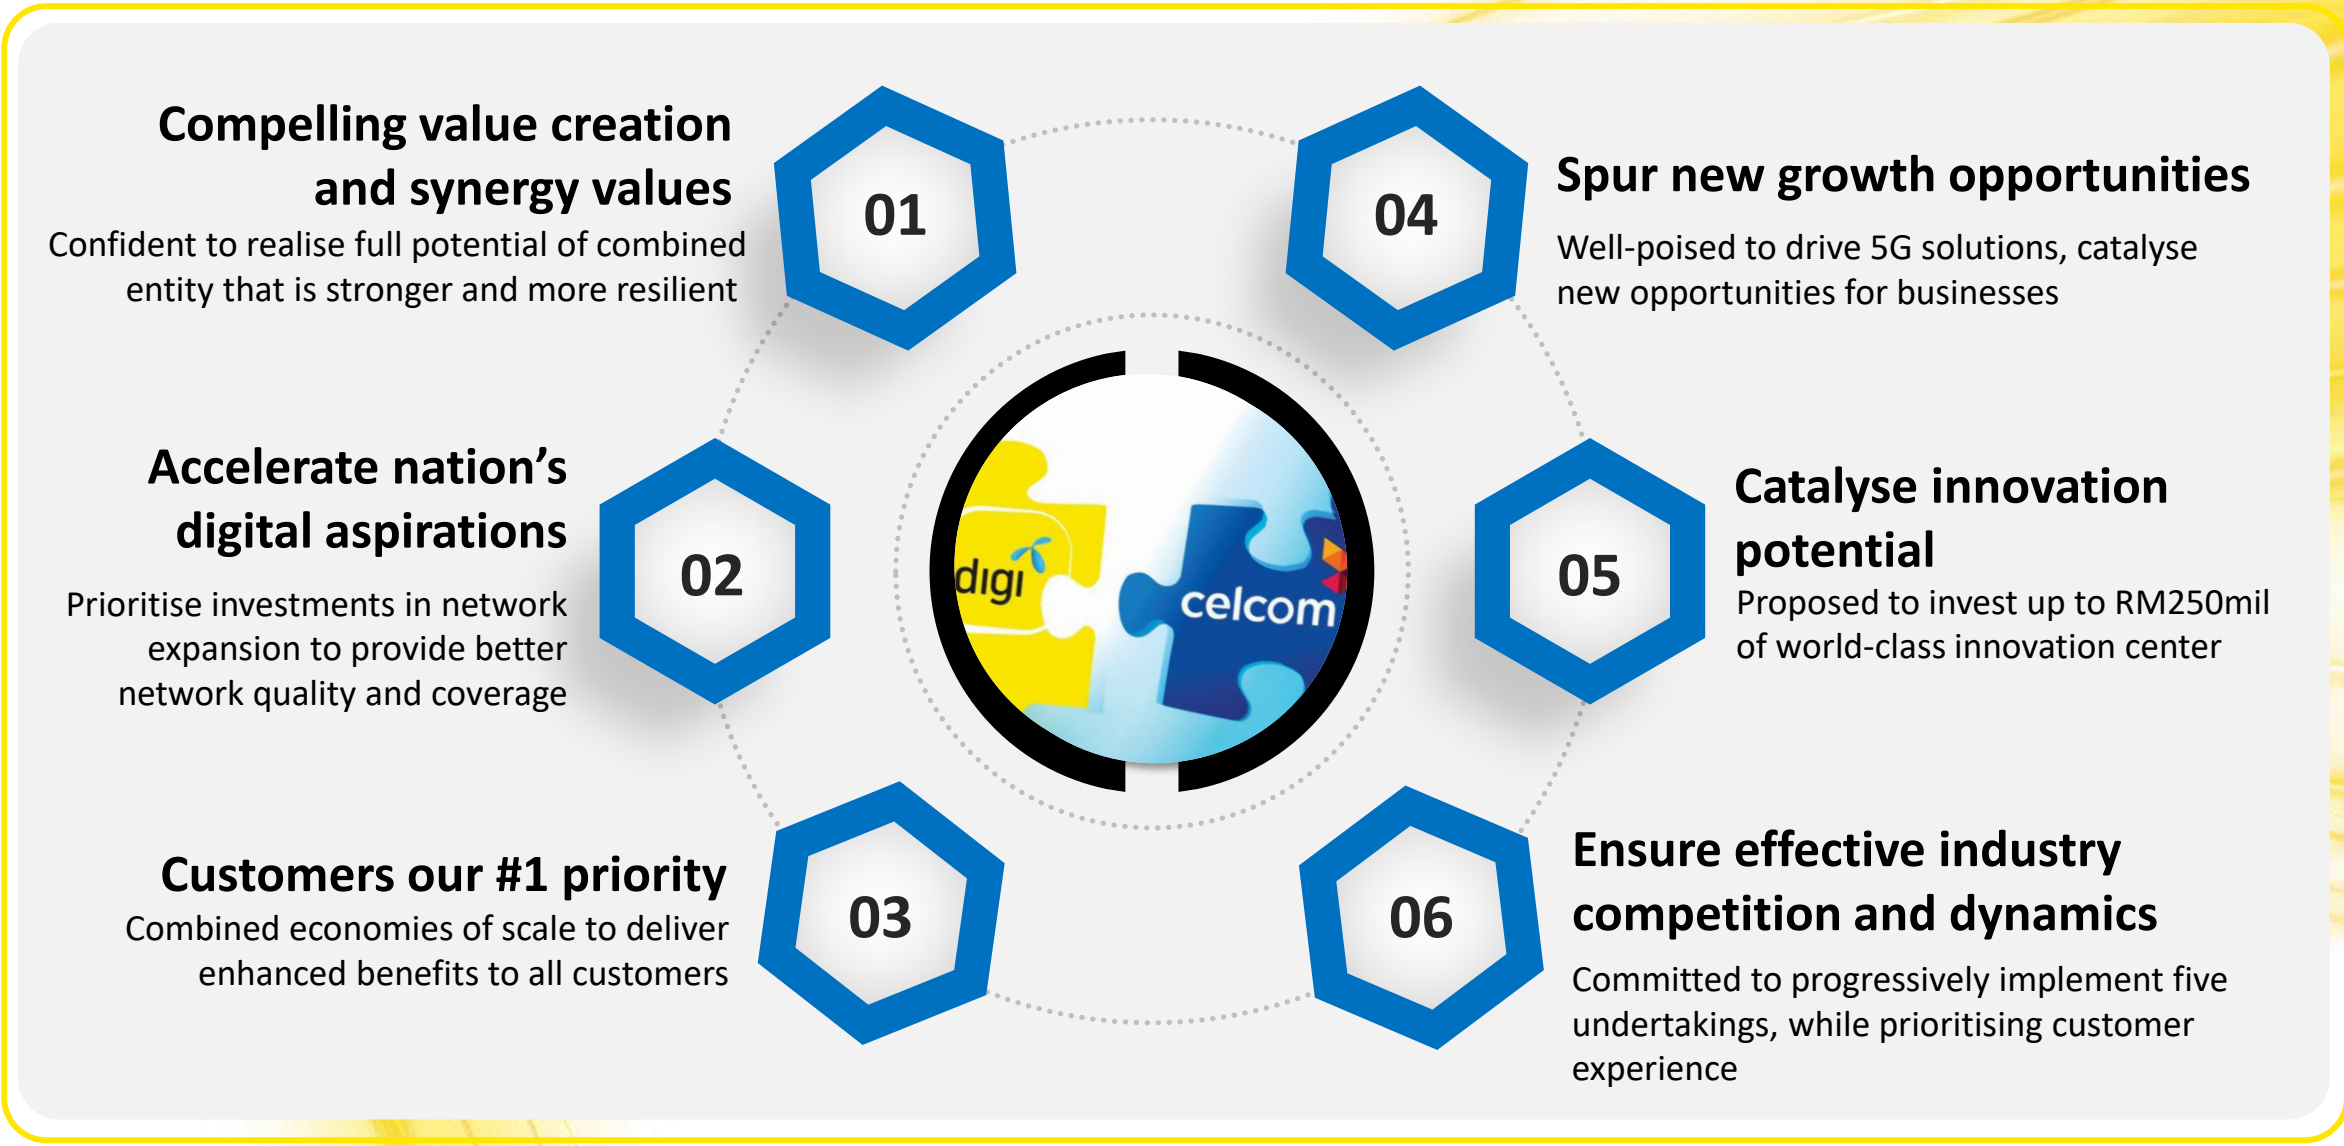 Compelling value creation
and synergy values
Confident to realise full potential of combined
entity that is stronger and more resilient
01
Accelerate nation’s
digital aspirations
Prioritise investments in network
expansion to provide better
network quality and coverage
02
Customers our #1 priority
Combined economies of scale to deliver
enhanced benefits to all customers
03
digi
celcom
04
Spur new growth opportunities
Well-poised to drive 5G solutions, catalyse
new opportunities for businesses
05
Catalyse innovation
potential
Proposed to invest up to RM250mil
of world-class innovation center
06
Ensure effective industry
competition and dynamics
Committed to progressively implement five
undertakings, while prioritising customer
experience